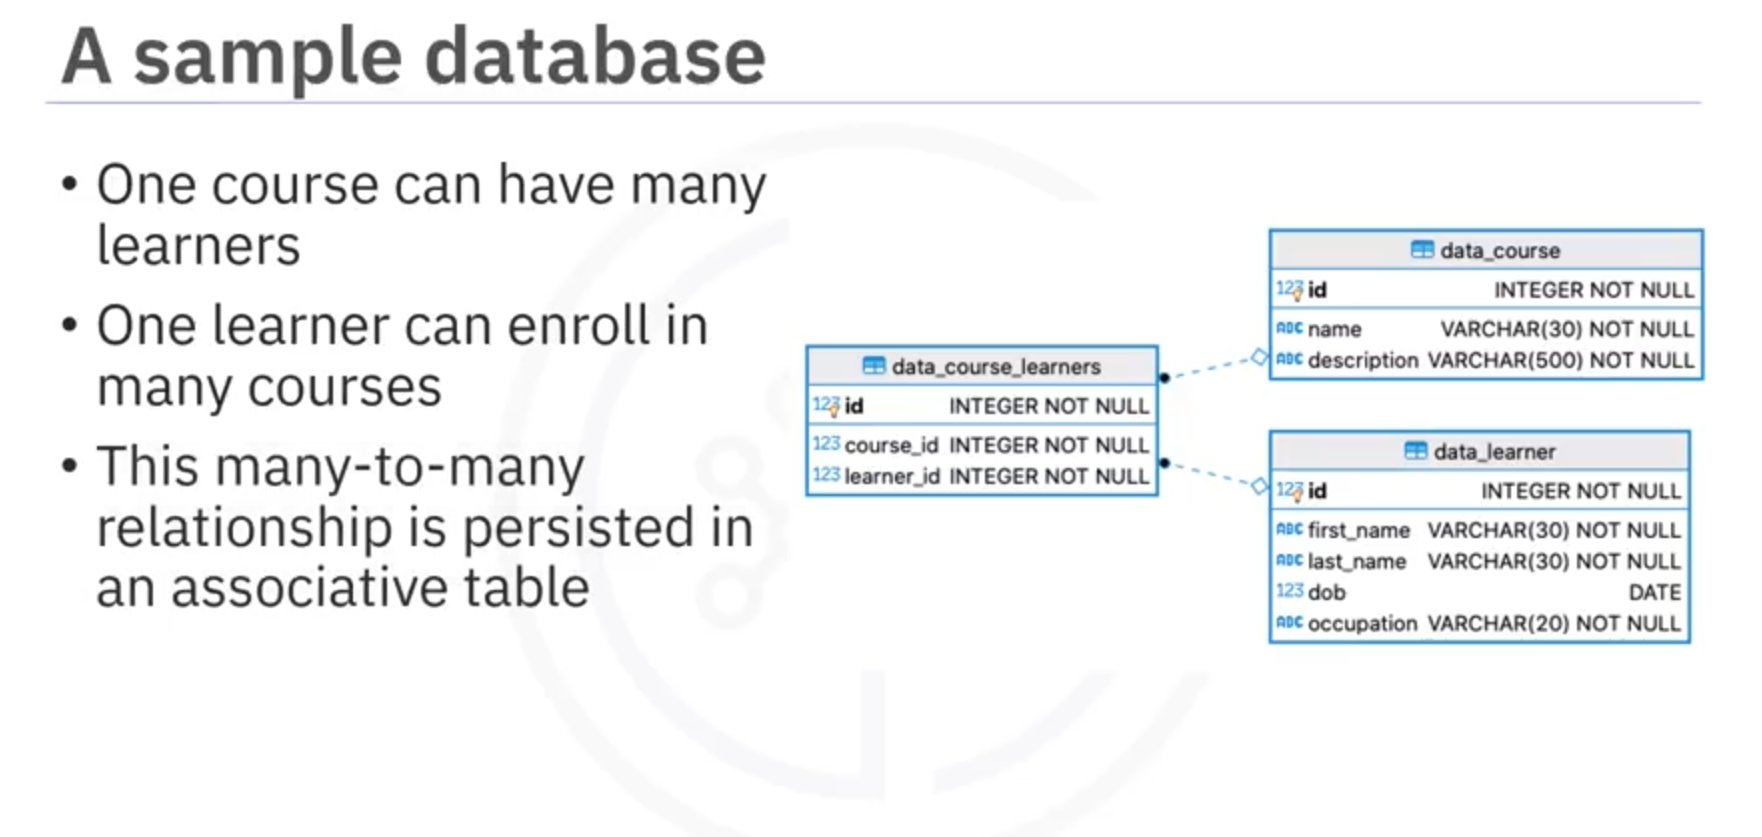 A sample database
• One course can have many
learners
• One learner can enroll in
many courses
• This many-to-many
relationship is persisted in
an associative table
data_course_learners
123 id INTEGER NOT NULL
123 course_id INTEGER NOT NULL
123 learner_id INTEGER NOT NULL
data_course
123 id INTEGER NOT NULL
ABC name VARCHAR(30) NOT NULL
ABC description VARCHAR(500) NOT NULL
data_learner
123 id INTEGER NOT NULL
ABC first_name VARCHAR(30) NOT NULL
ABC last_name VARCHAR(30) NOT NULL
123 dob DATE
ABC occupation VARCHAR(20) NOT NULL